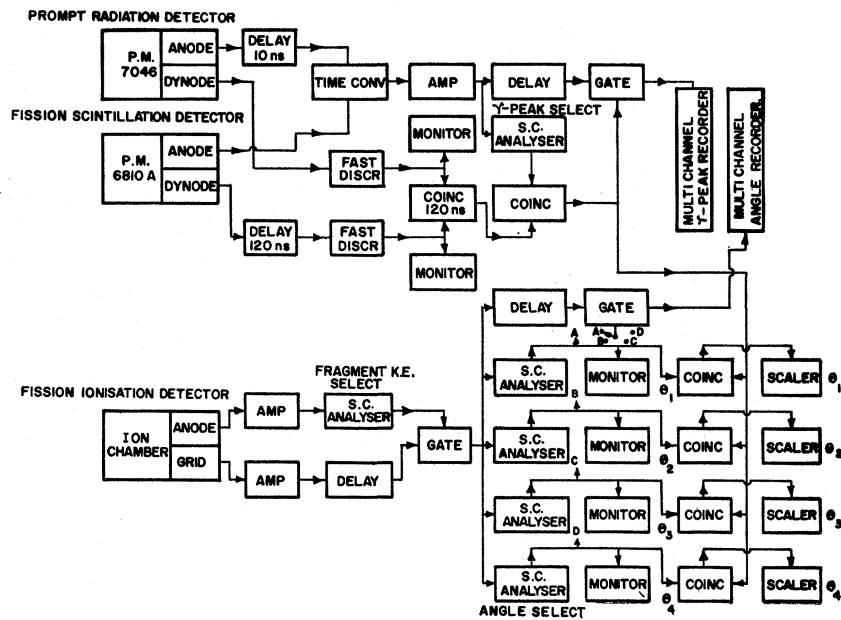 PROMPT RADIATION DETECTOR
P.M.
7046
ANODE
DYNODE
DELAY
10 ns
TIME CONV
AMP
DELAY
GATE
ϒ-PEAK SELECT
S.C.
ANALYSER
MULTI CHANNEL
ϒ-PEAK RECORDER
MULTI CHANNEL
ANGLE RECORDER.
FISSION SCINTILLATION DETECTOR
P.M.
6810 A
ANODE
DYNODE
MONITOR
FAST
DISCR
COINC
120 ns
COINC
DELAY
120 ns
FAST
DISCR
MONITOR
DELAY
GATE
A
A
B
C
D
S.C.
ANALYSER
MONITOR
θ1
COINC
SCALER
θ1
FISSION IONISATION DETECTOR
FRAGMENT K.E.
SELECT
ION
CHAMBER
ANODE
GRID
AMP
S.C.
ANALYSER
GATE
AMP
DELAY
B
S.C.
ANALYSER
MONITOR
θ2
COINC
SCALER
θ2
C
S.C.
ANALYSER
MONITOR
θ3
COINC
SCALER
θ3
D
S.C.
ANALYSER
MONITOR
θ4
COINC
SCALER
θ4
ANGLE SELECT